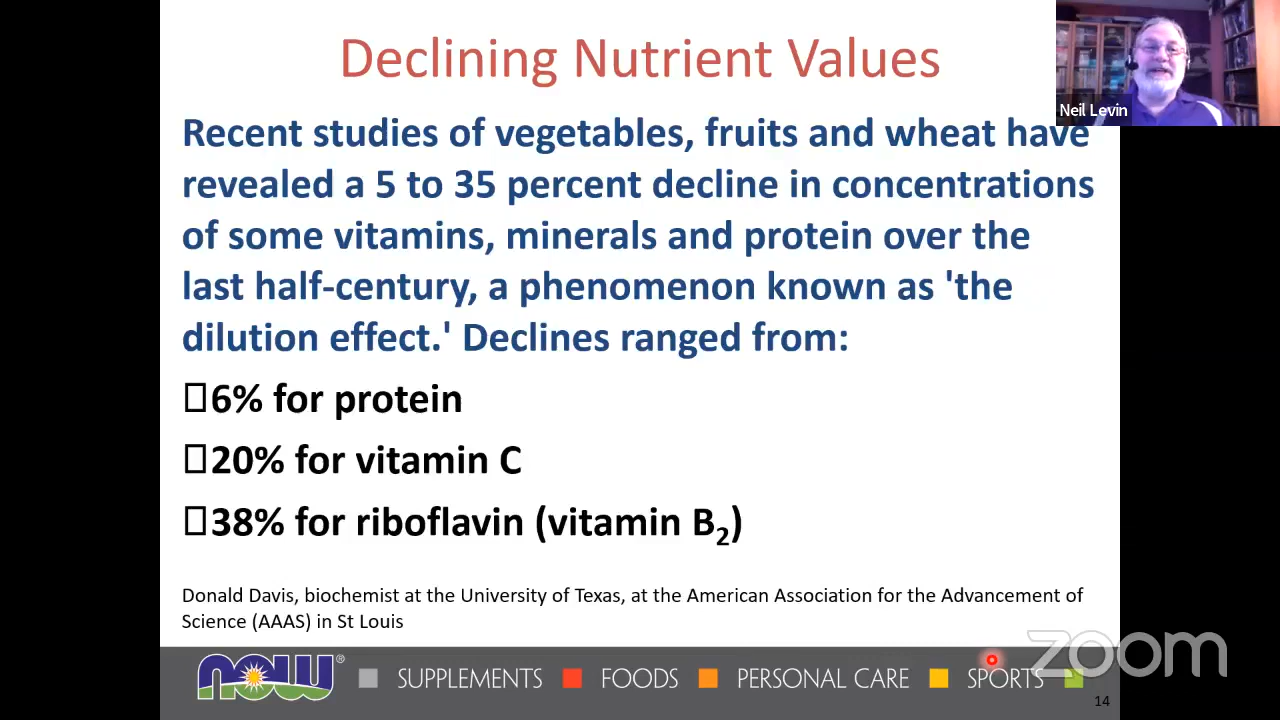 Declining Nutrient Values
Neil Levin
Recent studies of vegetables, fruits and wheat have
revealed a 5 to 35 percent decline in concentrations
of some vitamins, minerals and protein over the
last half-century, a phenomenon known as 'the
dilution effect.' Declines ranged from:
6% for protein
20% for vitamin C
38% for riboflavin (vitamin B₂)
Donald Davis, biochemist at the University of Texas, at the American Association for the Advancement of
Science (AAAS) in St Louis
NOW® SUPPLEMENTS FOODS PERSONAL CARE SPORTS
zoom
14